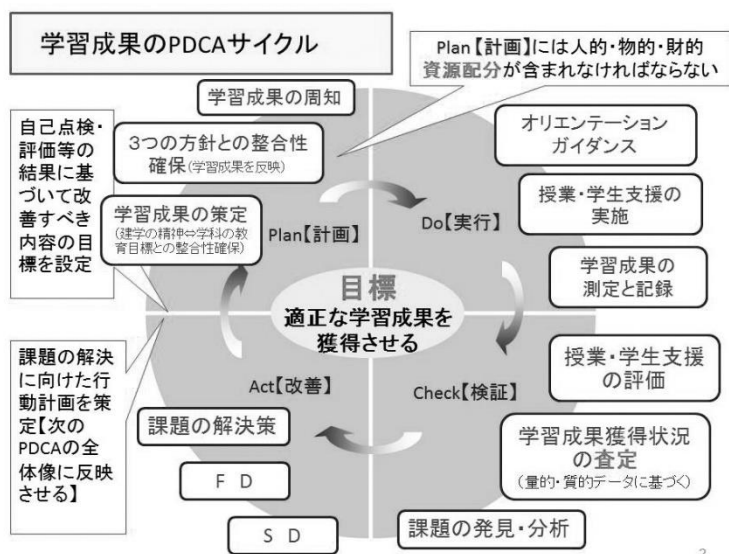 学習成果のPDCAサイクル
Plan【計画】には人的・物的・財的
資源配分が含まれなければならない
学習成果の周知
3つの方針との整合性
確保(学習成果を反映)
学習成果の策定
(建学の精神⇔学科の教
育目標との整合性確保)
自己点検・
評価等の
結果に基
づいて改
善すべき
内容の目
標を設定
Plan【計画】
Do【実行】
オリエンテーション
ガイダンス
授業・学生支援の
実施
学習成果の
測定と記録
目標
適正な学習成果を
獲得させる
課題の解決
に向けた行
動計画を策
定【次の
PDCAの全
体像に反映
させる】
Act【改善】
Check【検証】
授業・学生支援
の評価
学習成果獲得状況
の査定
(量的・質的データに基づく)
課題の発見・分析
課題の解決策
F D
S D
2